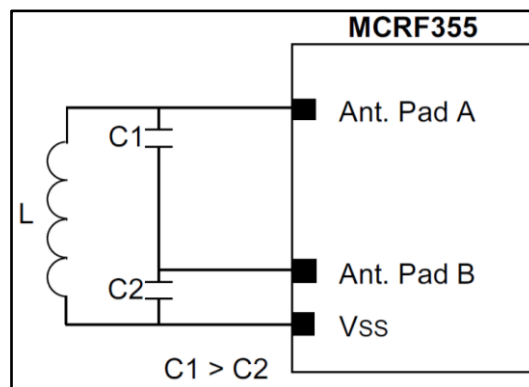 MCRF355
Ant. Pad A
C1
L
Ant. Pad B
C2
VSS
C1 > C2